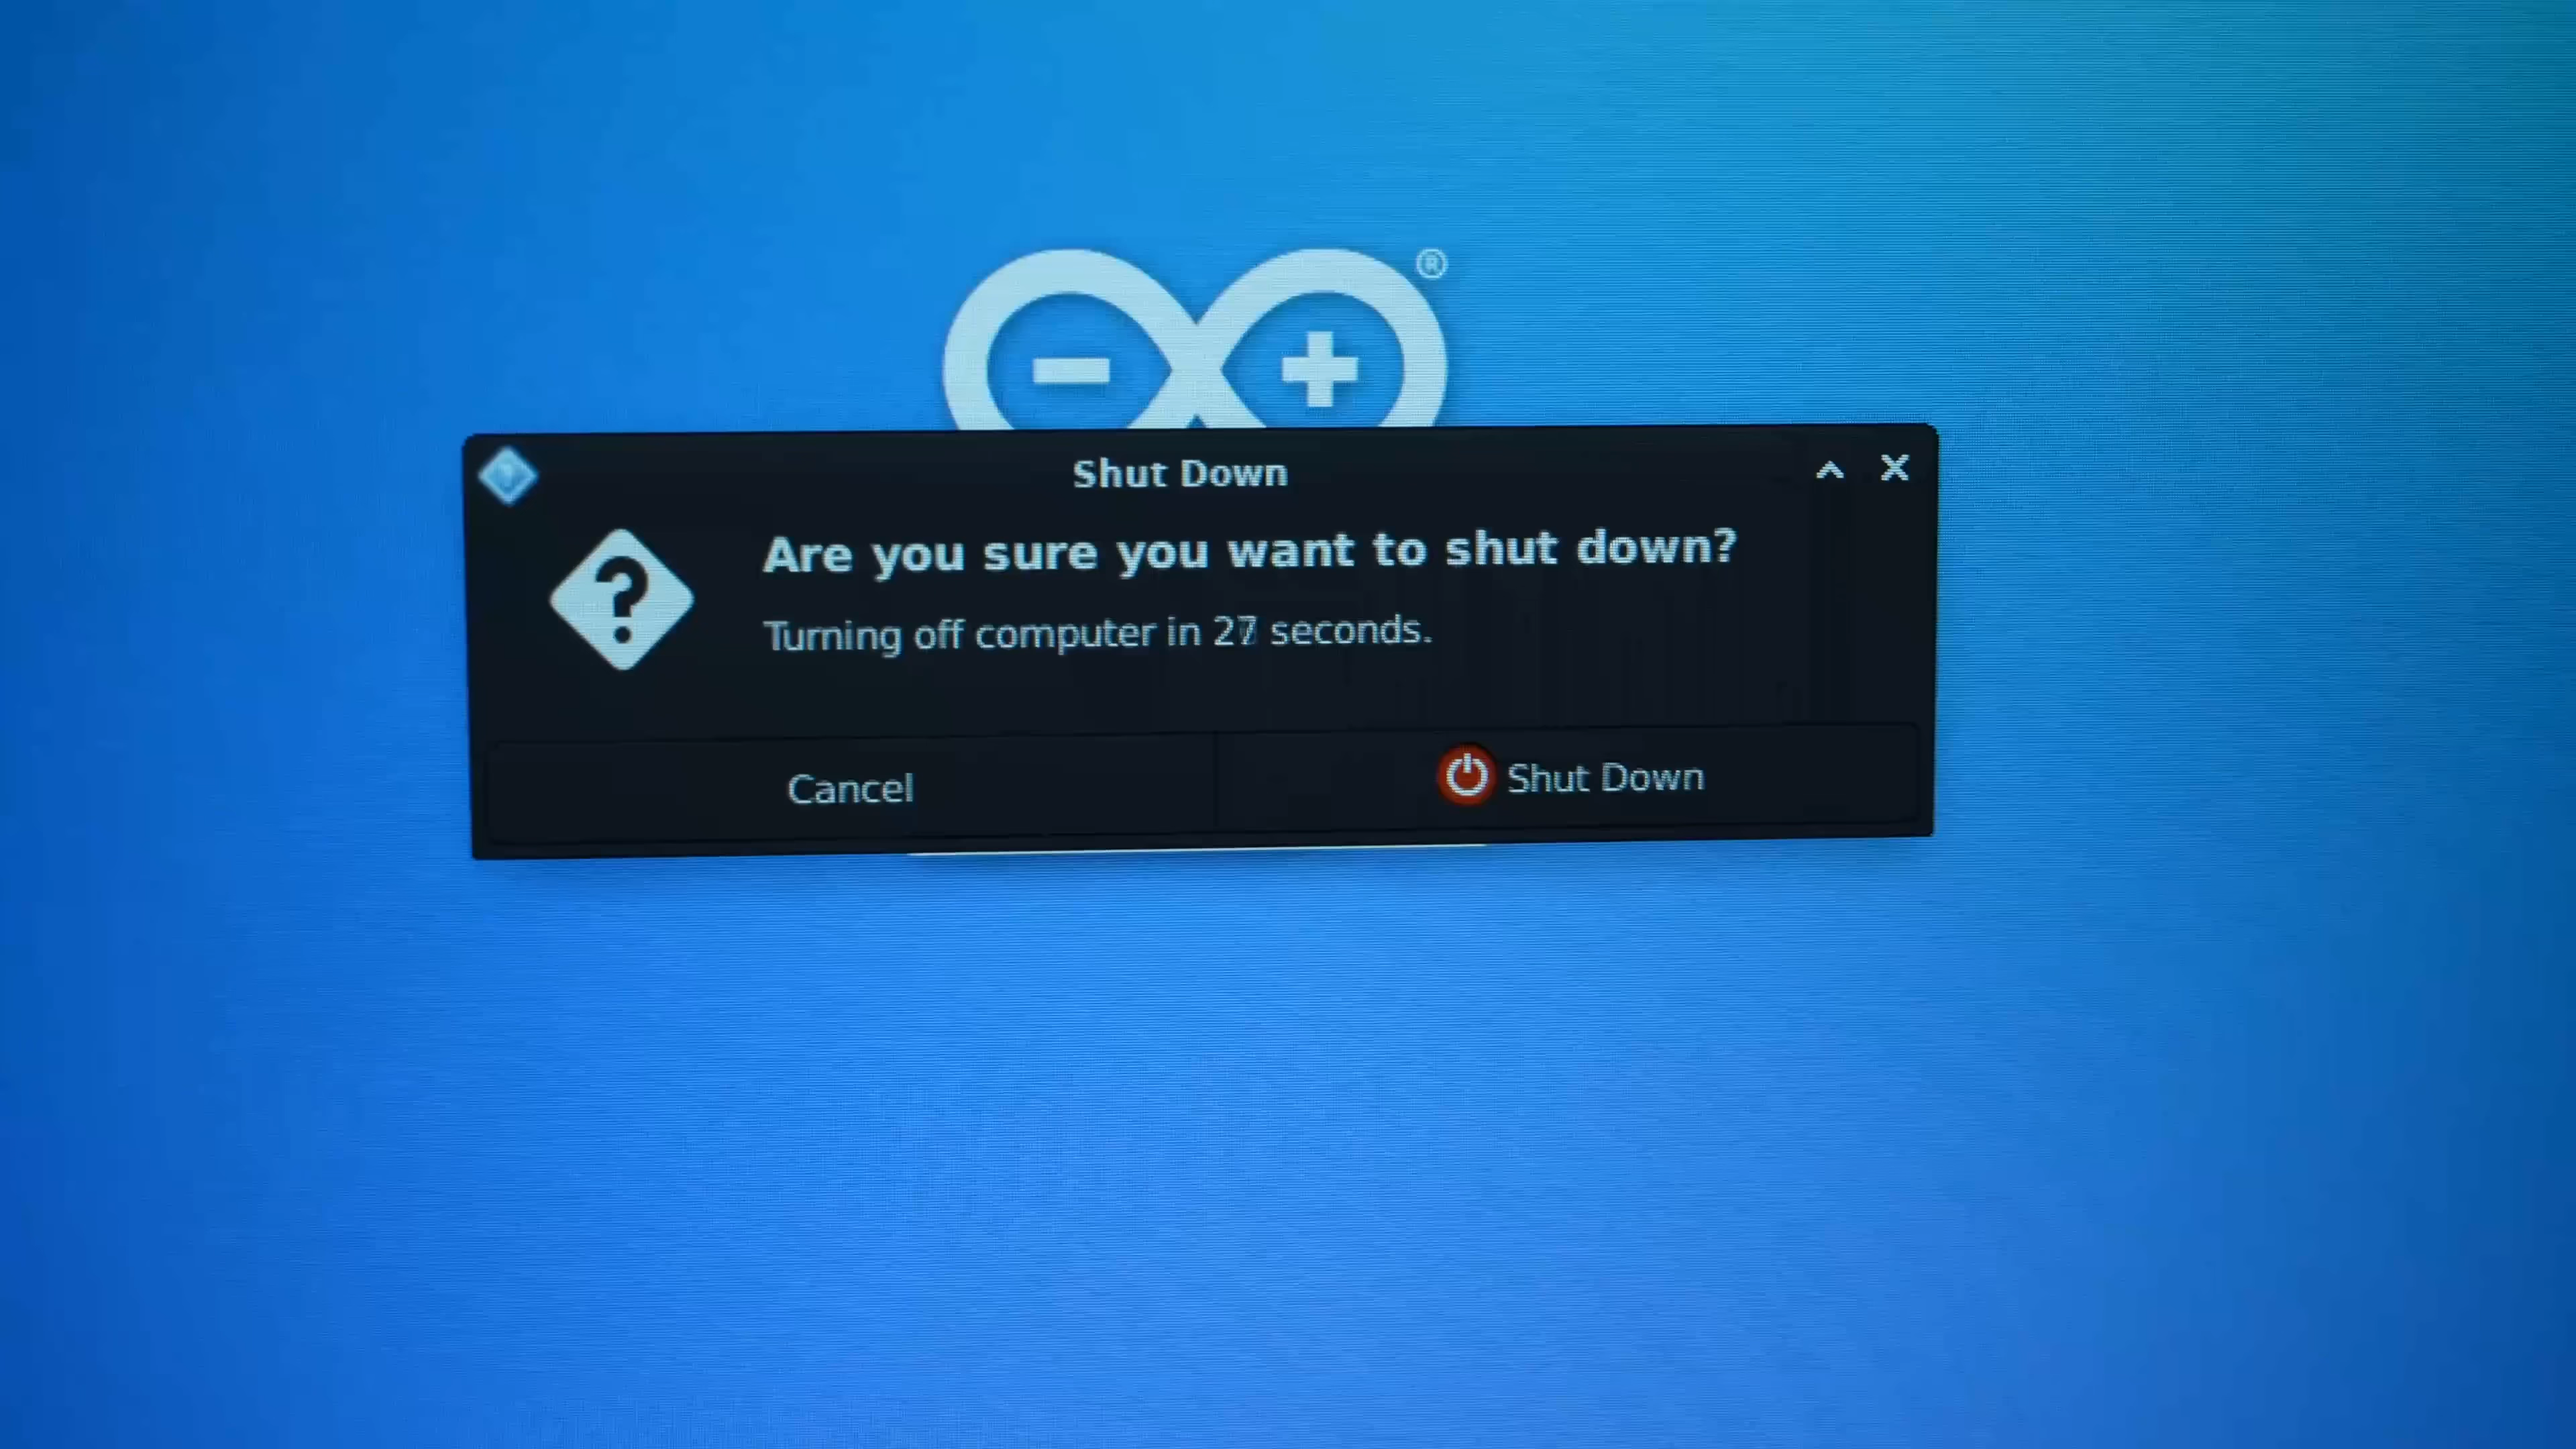 ®
Shut Down
Are you sure you want to shut down?
Turning off computer in 27 seconds.
Cancel
Shut Down